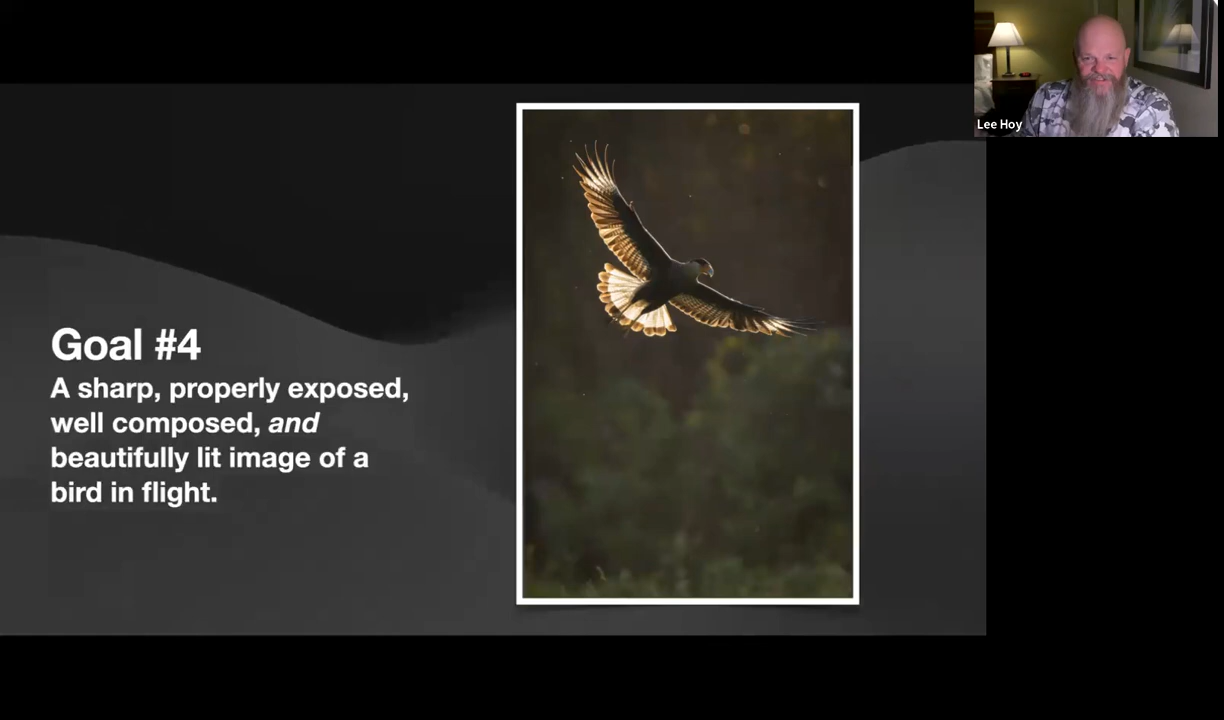 Lee Hoy
Goal #4
A sharp, properly exposed,
well composed, and
beautifully lit image of a
bird in flight.